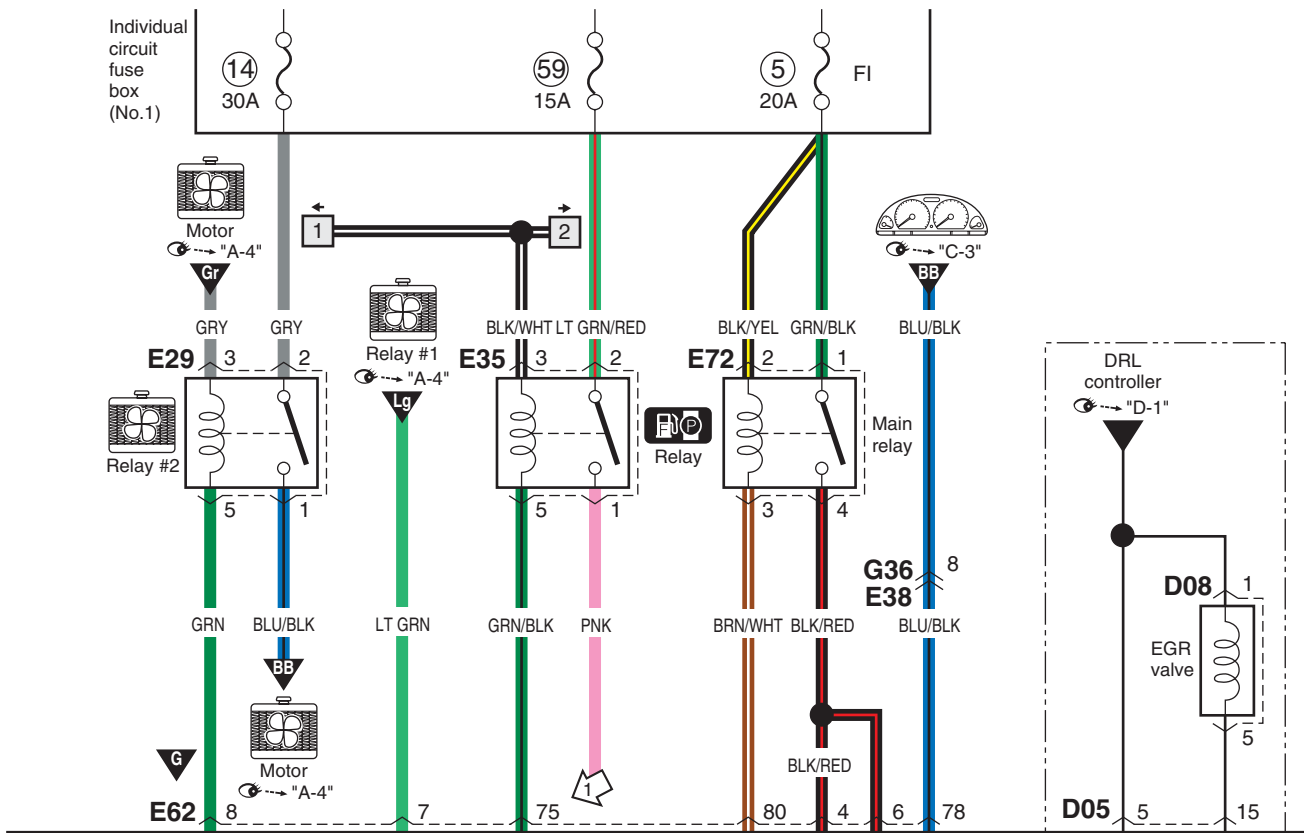 Individual
circuit
fuse
box
(No.1)
14
30A
59
15A
5
20A
FI
Motor
"A-4"
Gr
1
2
"C-3"
BB
GRY
GRY
Relay #1
"A-4"
Lg
BLK/WHT
LT GRN/RED
BLK/YEL
GRN/BLK
BLU/BLK
E29
3
2
E35
3
2
E72
2
1
DRL
controller
"D-1"
Relay #2
F
P
Relay
Main
relay
5
1
5
1
3
4
G36
8
E38
D08
1
EGR
valve
5
GRN
BLU/BLK
LT GRN
GRN/BLK
PNK
BRN/WHT
BLK/RED
BLU/BLK
BB
Motor
"A-4"
G
BLK/RED
1
E62
8
7
75
80
4
6
78
D05
5
15